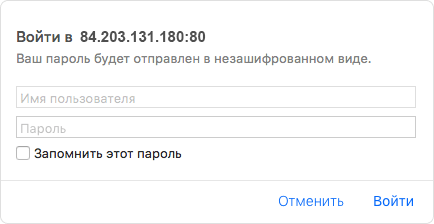 Войти в 84.203.131.180:80
Ваш пароль будет отправлен в незашифрованном виде.
Имя пользователя
Пароль
Запомнить этот пароль
Отменить Войти